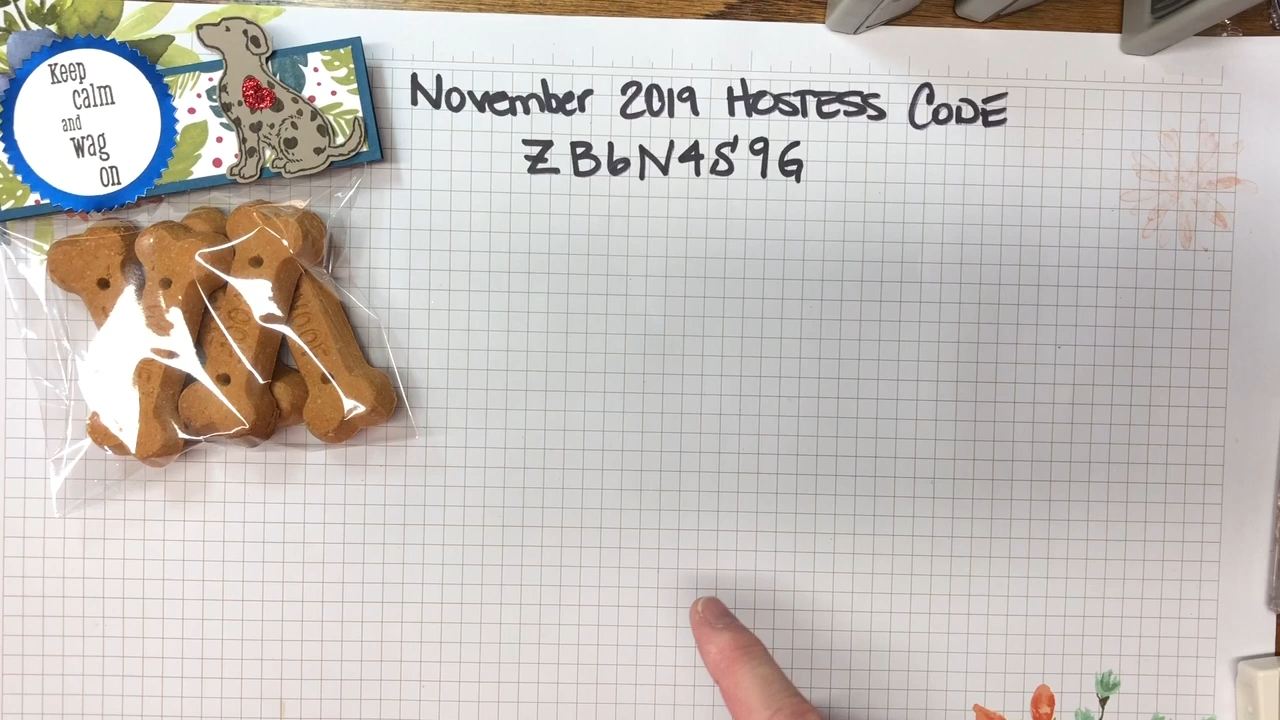 Keep
calm
and
wag
on
November 2019 HOSTESS CODE
ZB6N4S9G